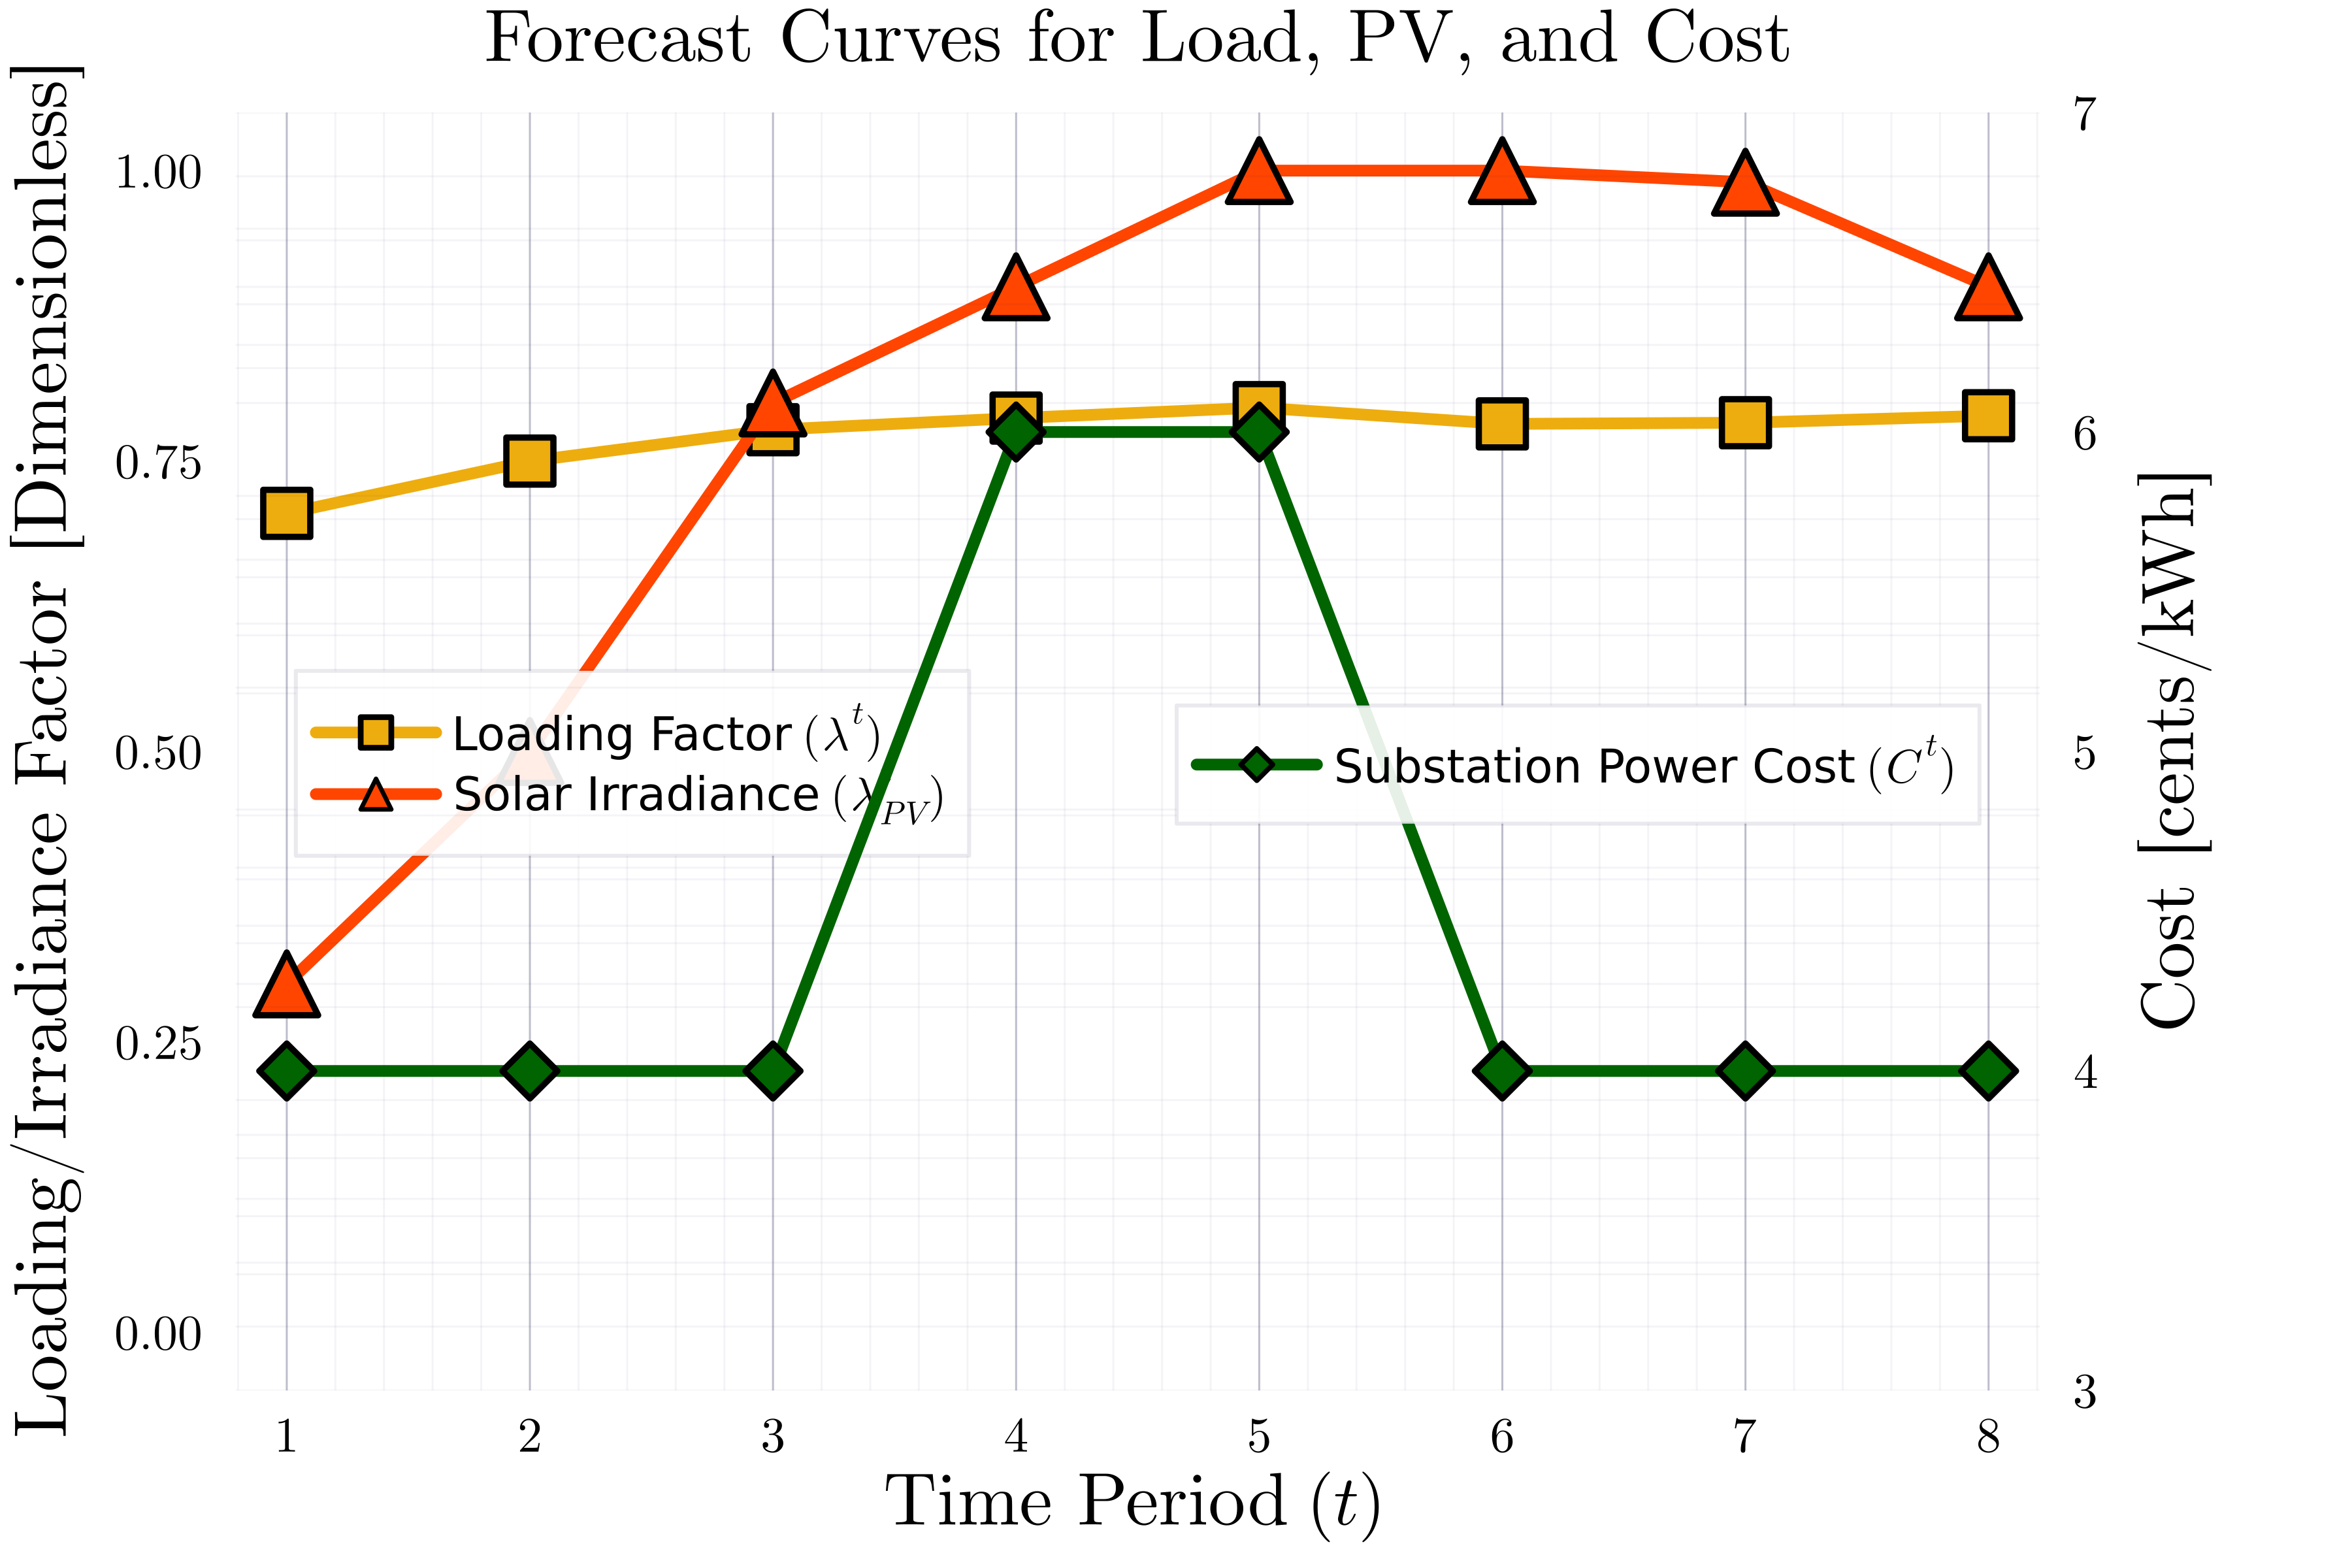 Forecast Curves for Load, PV, and Cost
Loading/Irradiance Factor [Dimensionless]
1.00
0.75
0.50
0.25
0.00
Loading Factor (λ^t)
Solar Irradiance (λ_PV)
Substation Power Cost (C^t)
7
6
5
4
3
Cost [cents/kWh]
1 2 3 4 5 6 7 8
Time Period (t)